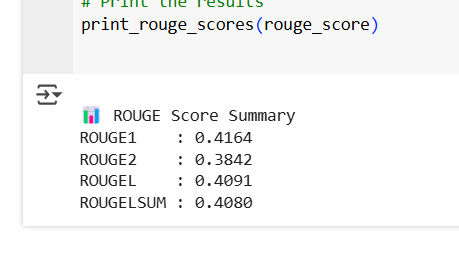 # Print the results
print_rouge_scores(rouge_score)
ROUGE Score Summary
ROUGE1    : 0.4164
ROUGE2    : 0.3842
ROUGEL    : 0.4091
ROUGELSUM : 0.4080